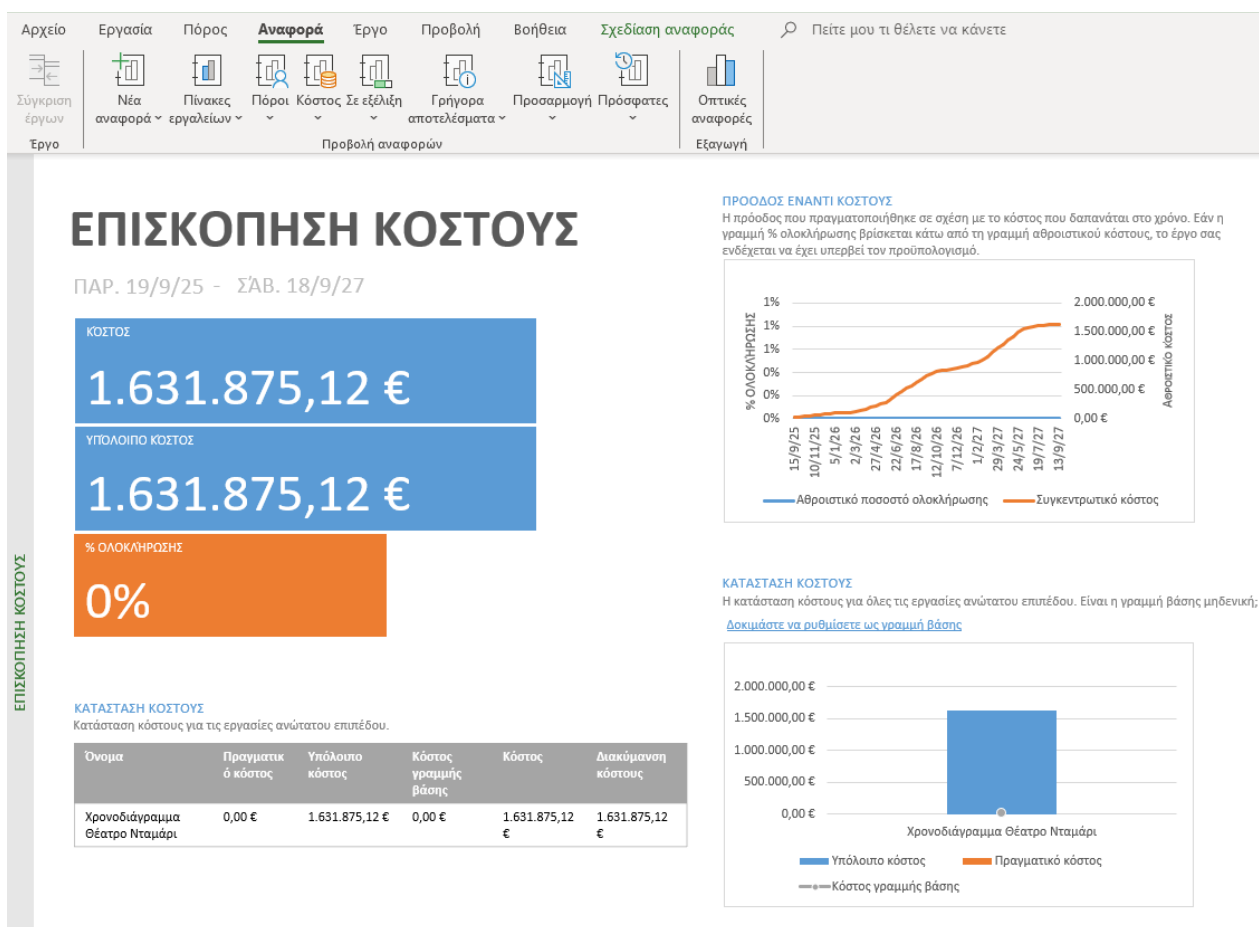 Αρχείο Εργασία Πόρος Αναφορά Έργο Προβολή Βοήθεια Σχεδίαση αναφοράς Πείτε μου τι θέλετε να κάνετε
Σύγκριση έργων
Νέα αναφορά
Πίνακες εργαλείων
Πόροι
Κόστος
Σε εξέλιξη
Γρήγορα αποτελέσματα
Προσαρμογή
Πρόσφατες
Οπτικές αναφορές
Έργο
Προβολή αναφορών
Εξαγωγή
ΕΠΙΣΚΟΠΗΣΗ ΚΟΣΤΟΥΣ
ΕΠΙΣΚΟΠΗΣΗ ΚΟΣΤΟΥΣ
ΠΑΡ. 19/9/25 - ΣΆΒ. 18/9/27
ΚΌΣΤΟΣ
1.631.875,12 €
ΥΠΌΛΟΙΠΟ ΚΌΣΤΟΣ
1.631.875,12 €
% ΟΛΟΚΛΉΡΩΣΗΣ
0%
ΚΑΤΑΣΤΑΣΗ ΚΟΣΤΟΥΣ
Κατάσταση κόστους για τις εργασίες ανώτατου επιπέδου.
Όνομα Πραγματικ Υπόλοιπο Κόστος Κόστος Διακύμανση
ό κόστος κόστος γραμμής κόστους
βάσης
Χρονοδιάγραμμα 0,00 € 1.631.875,12 € 0,00 € 1.631.875,12 1.631.875,12
Θέατρο Νταμάρι € €
ΠΡΟΟΔΟΣ ΕΝΑΝΤΙ ΚΟΣΤΟΥΣ
Η πρόοδος που πραγματοποιήθηκε σε σχέση με το κόστος που δαπανάται στο χρόνο. Εάν η
γραμμή % ολοκλήρωσης βρίσκεται κάτω από τη γραμμή αθροιστικού κόστους, το έργο σας
ενδέχεται να έχει υπερβεί τον προϋπολογισμό.
% ΟΛΟΚΛΉΡΩΣΗΣ
1%
1%
1%
0%
0%
0%
2.000.000,00 €
1.500.000,00 €
1.000.000,00 €
500.000,00 €
0,00 €
ΑΘΡΟΙΣΤΙΚΌ ΚΌΣΤΟΣ
15/9/25
10/11/25
5/1/26
2/3/26
27/4/26
22/6/26
17/8/26
12/10/26
7/12/26
1/2/27
29/3/27
24/5/27
19/7/27
13/9/27
Αθροιστικό ποσοστό ολοκλήρωσης Συγκεντρωτικό κόστος
ΚΑΤΑΣΤΑΣΗ ΚΟΣΤΟΥΣ
Η κατάσταση κόστους για όλες τις εργασίες ανώτατου επιπέδου. Είναι η γραμμή βάσης μηδενική;
Δοκιμάστε να ρυθμίσετε ως γραμμή βάσης
2.000.000,00 €
1.500.000,00 €
1.000.000,00 €
500.000,00 €
0,00 €
Χρονοδιάγραμμα Θέατρο Νταμάρι
Υπόλοιπο κόστος Πραγματικό κόστος
Κόστος γραμμής βάσης